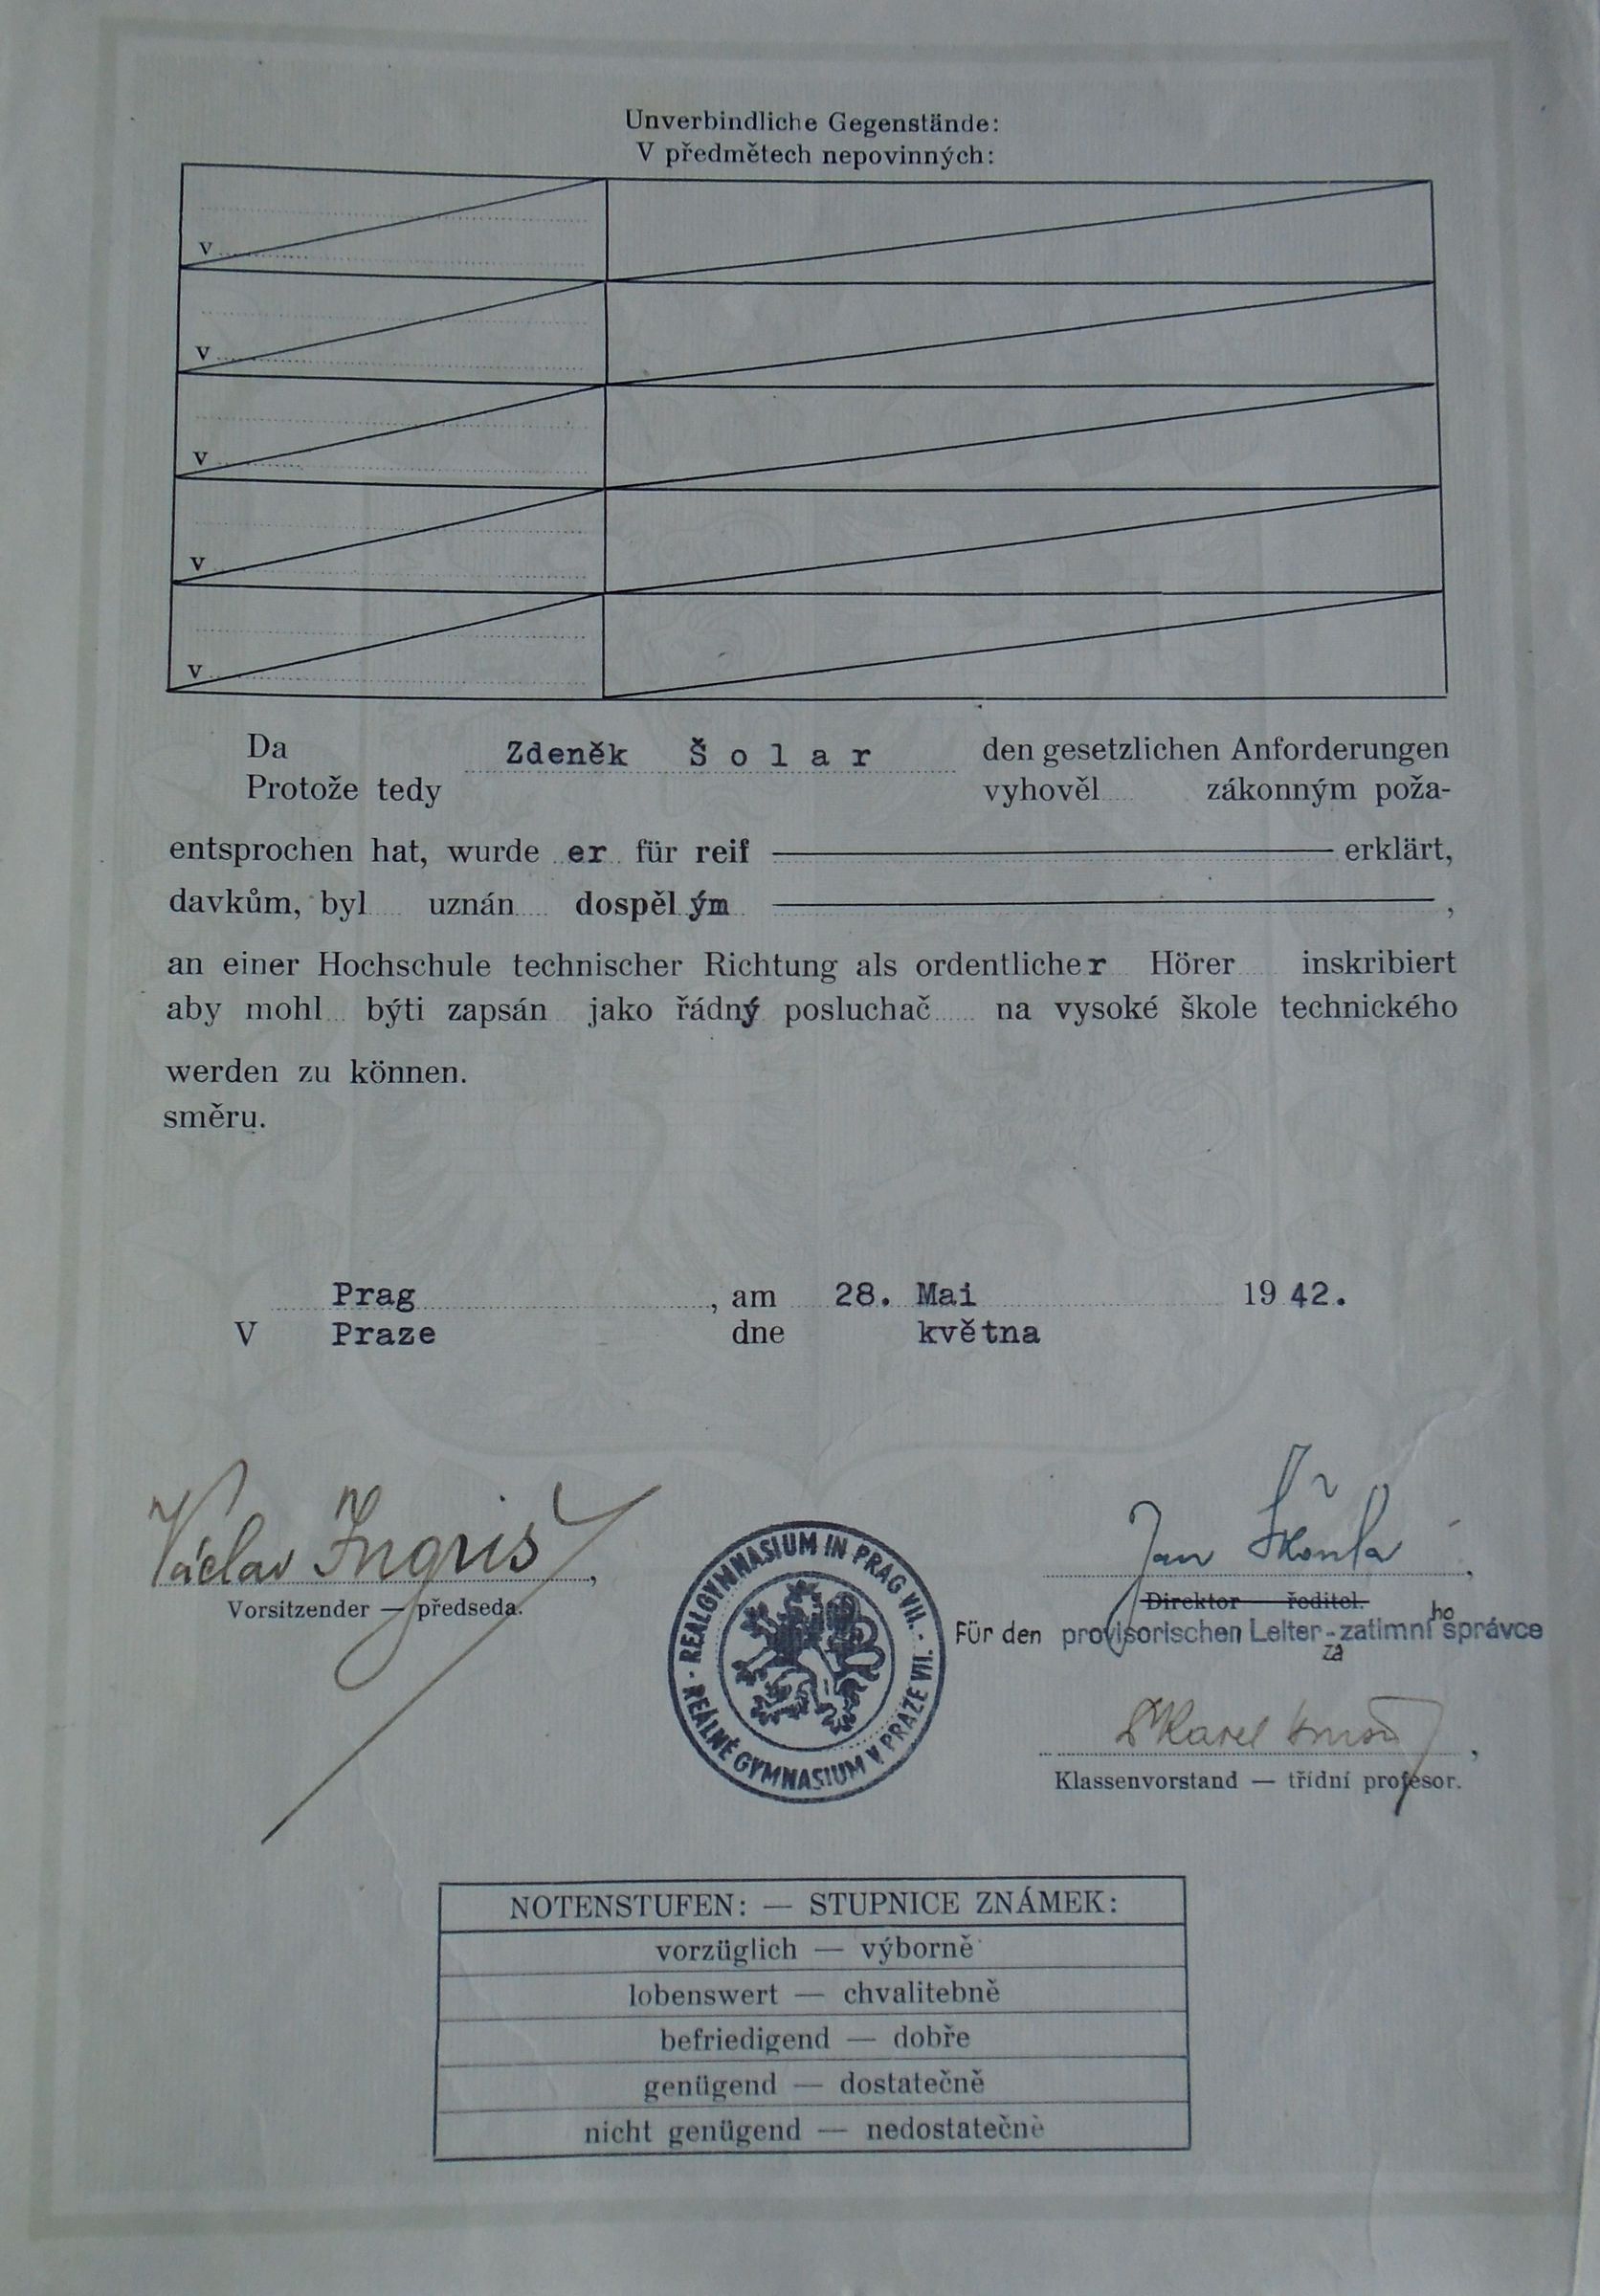 Unverbindliche Gegenstände:
V předmětech nepovinných:
v
v
v
v
v
Da Zdeněk Šolar den gesetzlichen Anforderungen
Protože tedy vyhověl zákonným poža-
entsprochen hat, wurde er für reif erklärt,
davkům, byl uznán dospělým ,
an einer Hochschule technischer Richtung als ordentlicher Hörer inskribiert
aby mohl býti zapsán jako řádný posluchač na vysoké škole technického
werden zu können.
směru.
Prag, am 28. Mai 1942.
V Praze dne května
Václav Ingriš,
Vorsitzender — předseda.
REALGYMNASIUM IN PRAG VII. ·
REÁLNÉ GYMNASIUM V PRAZE VII. ·
Jan
Direktor — ředitel.
Für den provisorischen Leiter - za zatimního správce
Karel
Klassenvorstand — třídní profesor.
NOTENSTUFEN: — STUPNICE ZNÁMEK:
vorzüglich — výborně
lobenswert — chvalitebně
befriedigend — dobře
genügend — dostatečně
nicht genügend — nedostatečně